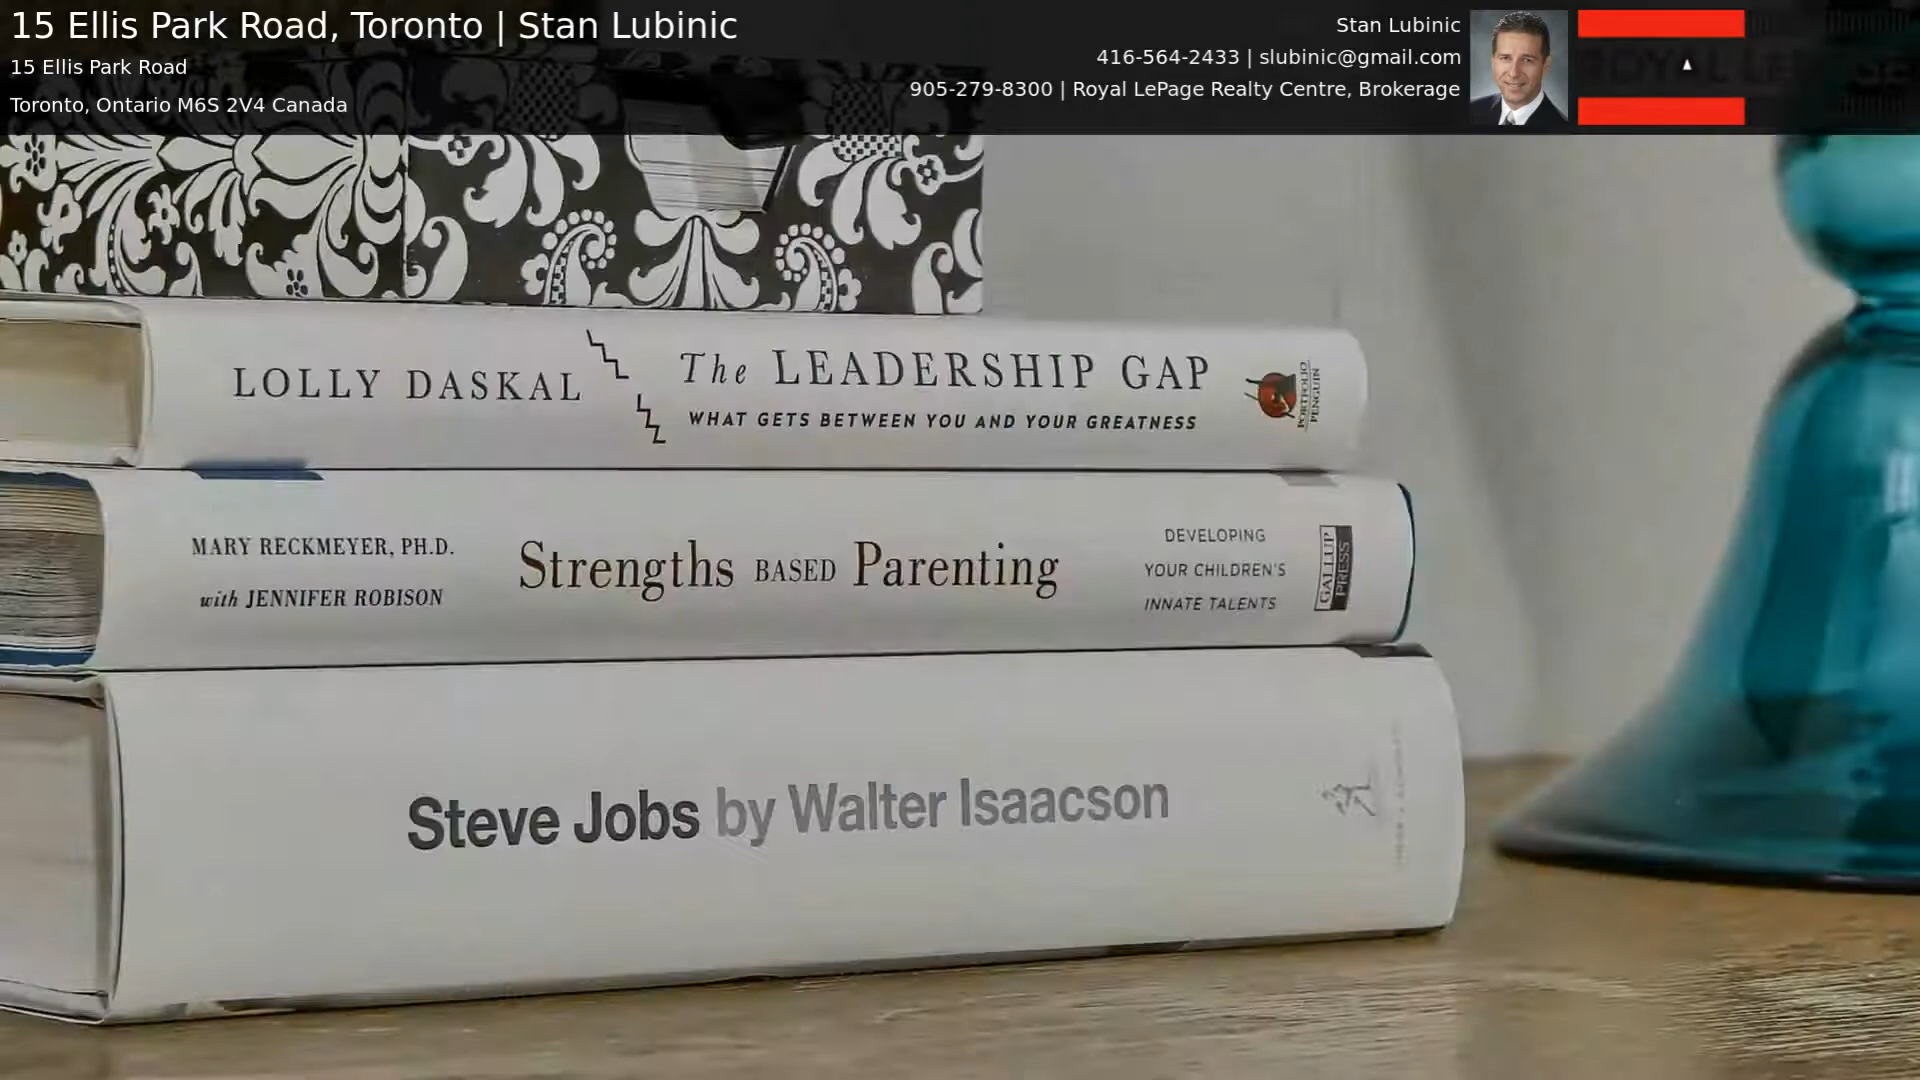 15 Ellis Park Road, Toronto | Stan Lubinic
15 Ellis Park Road
Toronto, Ontario M6S 2V4 Canada
Stan Lubinic
416-564-2433 | slubinic@gmail.com
905-279-8300 | Royal LePage Realty Centre, Brokerage
LOLLY DASKAL
The LEADERSHIP GAP
WHAT GETS BETWEEN YOU AND YOUR GREATNESS
PORTFOLIO
PENGUIN
MARY RECKMEYER, PH.D.
with JENNIFER ROBISON
Strengths BASED Parenting
DEVELOPING
YOUR CHILDREN'S
INNATE TALENTS
GALLUP
PRESS
Steve Jobs by Walter Isaacson